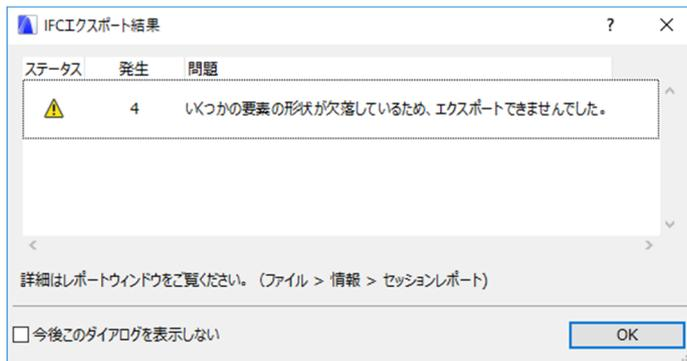 IFCエクスポート結果
?
×
ステータス 発生 問題
4 いくつかの要素の形状が欠落しているため、エクスポートできませんでした。
詳細はレポートウィンドウをご覧ください。（ファイル > 情報 > セッションレポート）
今後このダイアログを表示しない
OK